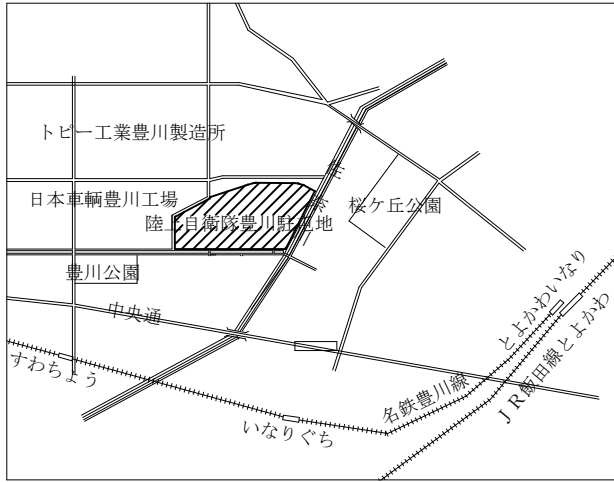 トピー工業豊川製造所
日本車輌豊川工場
陸上自衛隊豊川駐屯地
桜ケ丘公園
豊川公園
中央通
すわちょう
いなりぐち
名鉄豊川線
とよかわいなり
JR飯田線とよかわ